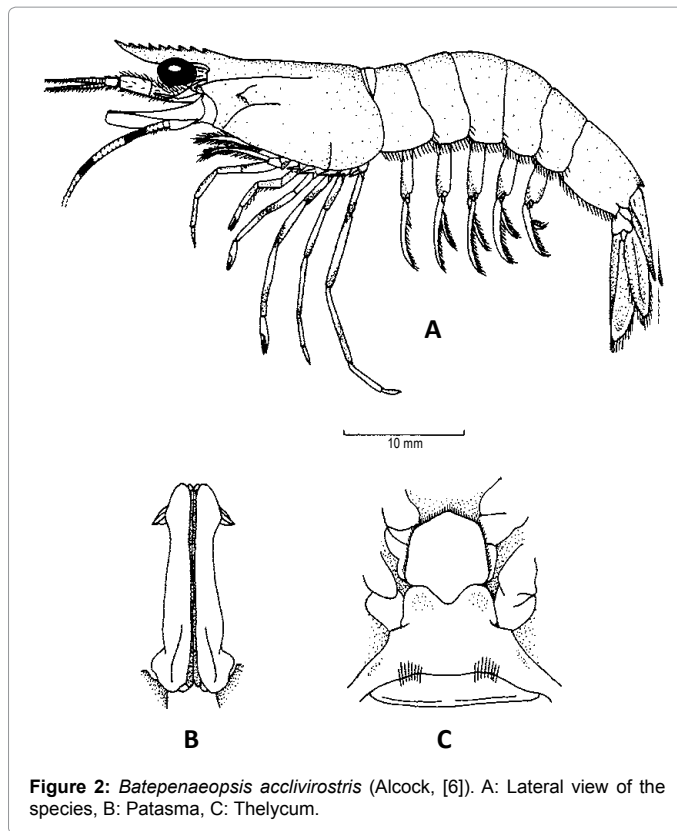 A
10 mm
B
C
Figure 2: Batepenaeopsis acclivirostris (Alcock, [6]). A: Lateral view of the
species, B: Patasma, C: Thelycum.